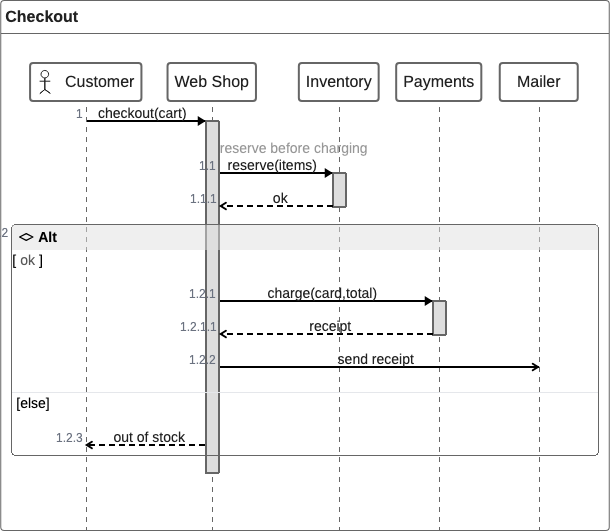 Checkout
Customer
Web Shop
Inventory
Payments
Mailer
1
checkout(cart)
reserve before charging
1.1
reserve(items)
1.1.1
ok
2
Alt
[ ok ]
1.2.1
charge(card,total)
1.2.1.1
receipt
1.2.2
send receipt
[else]
1.2.3
out of stock